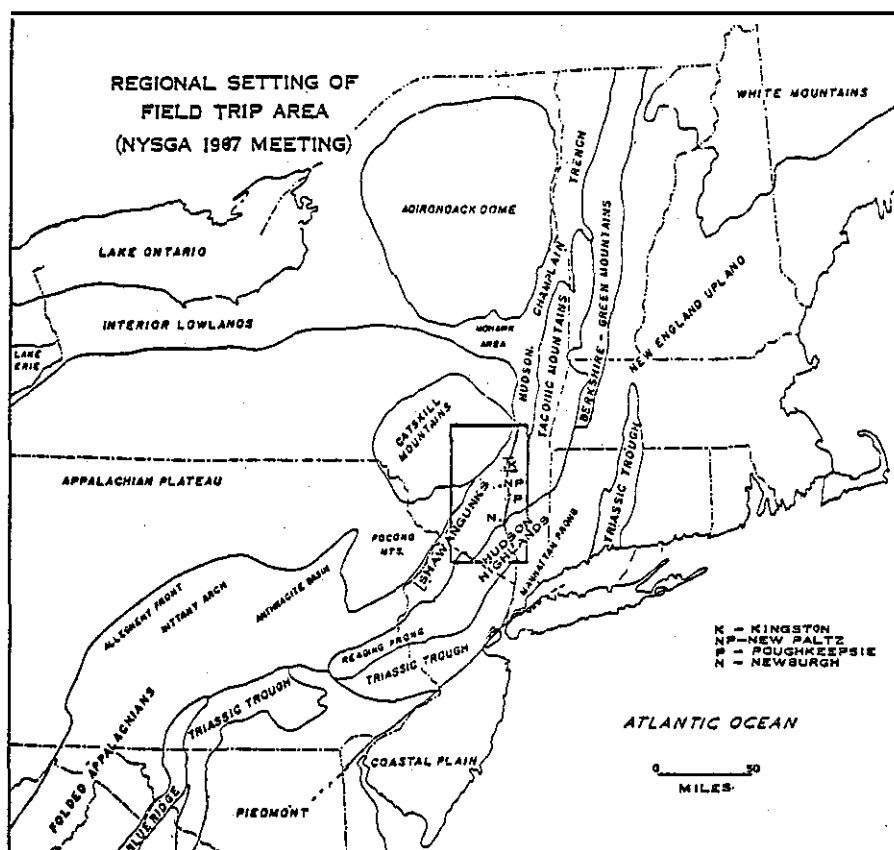 REGIONAL SETTING OF
FIELD TRIP AREA
(NYSGA 1987 MEETING)
WHITE MOUNTAINS
TRENCH
ADIRONDACK DOME
LAKE ONTARIO
CHAMPLAIN
INTERIOR LOWLANDS
MOHAWK
AREA
LAKE
ERIE
HUDSON
TACONIC MOUNTAINS
BERKSHIRE - GREEN MOUNTAINS
NEW ENGLAND UPLAND
CATSKILL
MOUNTAINS
APPALACHIAN PLATEAU
K
NP
P
N
TRIASSIC TROUGH
SHAWANGUNKS
POCONO
MTS.
HUDSON
HIGHLANDS
MANHATTAN PRONG
ALLEGHENY FRONT
NITTANY ARCH
ANTHRACITE BASIN
READING PRONG
TRIASSIC TROUGH
TRIASSIC TROUGH
K - KINGSTON
NP - NEW PALTZ
P - POUGHKEEPSIE
N - NEWBURGH
FOLDED APPALACHIANS
BLUE RIDGE
PIEDMONT
COASTAL PLAIN
ATLANTIC OCEAN
0 50
MILES